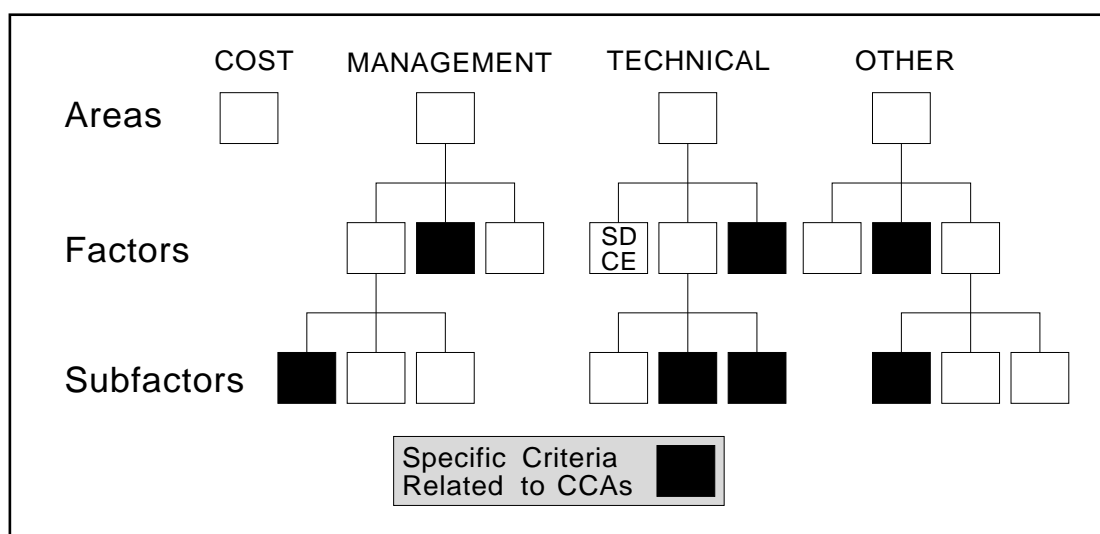 COST MANAGEMENT TECHNICAL OTHER
Areas
Factors
SD
CE
Subfactors
Specific Criteria
Related to CCAs